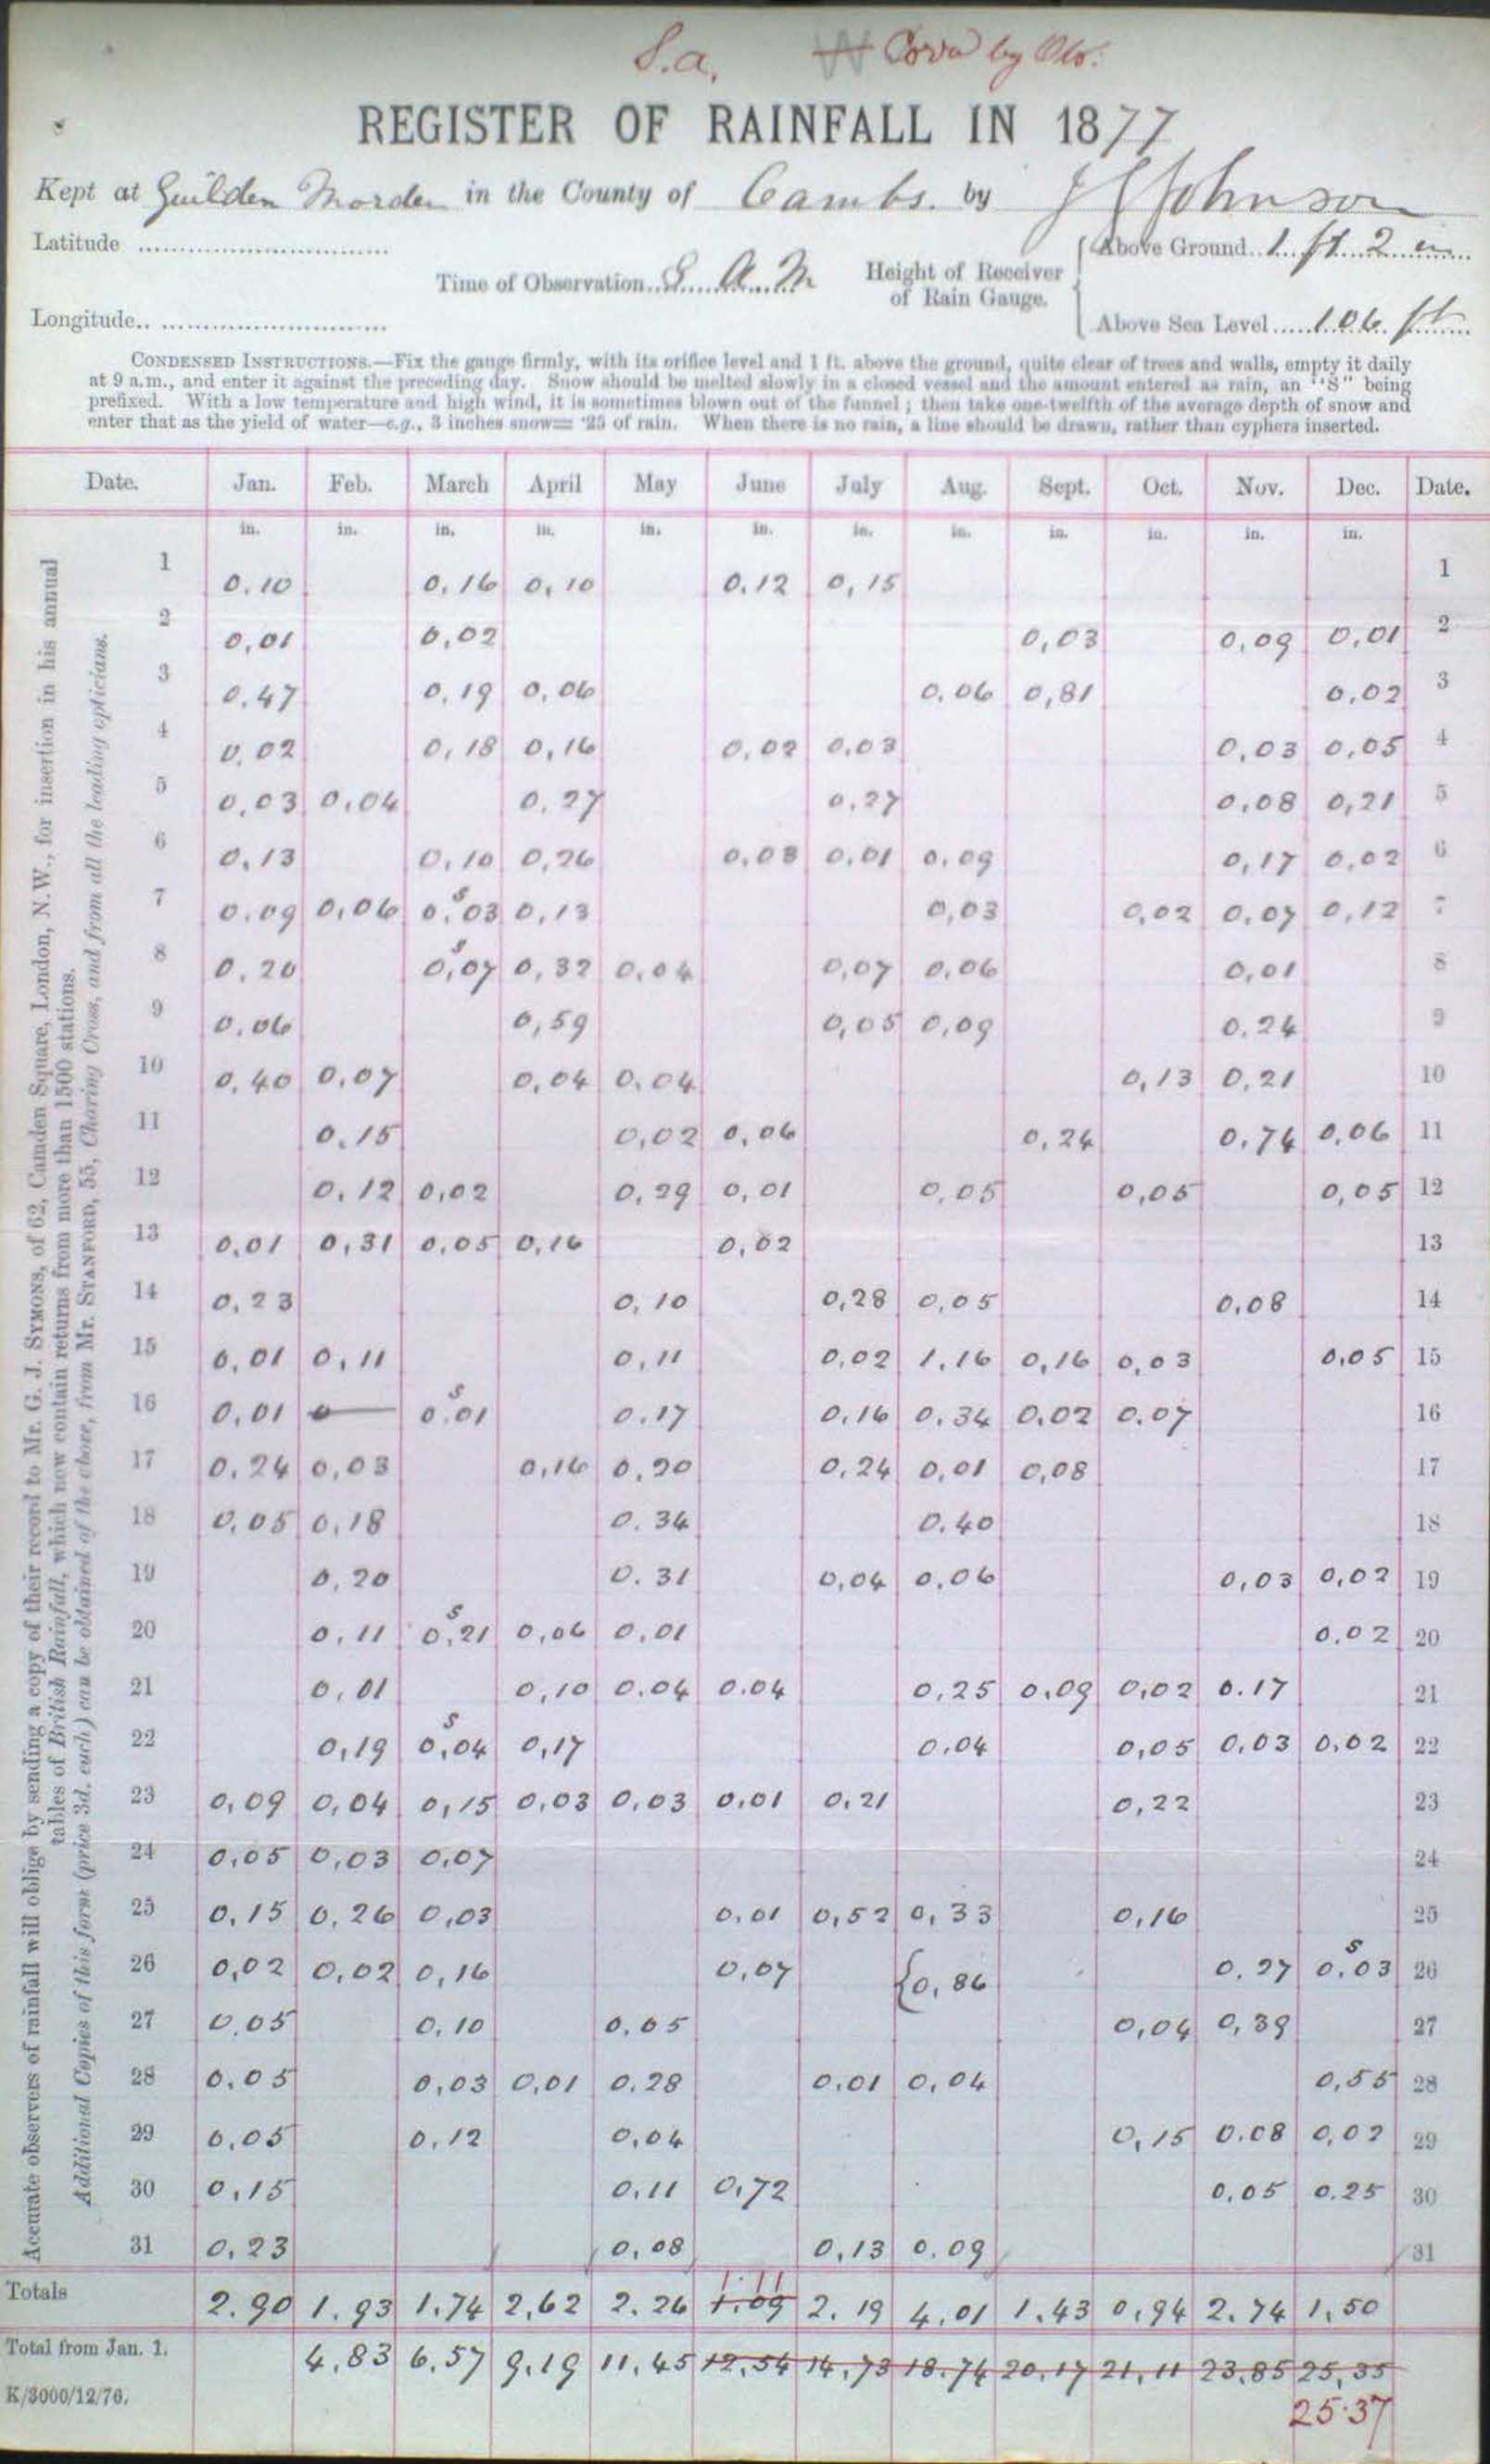 S.a. Corrd by Obs:
REGISTER OF RAINFALL IN 1877
Kept at Guilden Morden in the County of Cambs. by J Johnson
Latitude
Time of Observation 8 A.M
Height of Receiver of Rain Gauge.
Above Ground 1 ft 2 in
Longitude
Above Sea Level 106 ft
CONDENSED INSTRUCTIONS.—Fix the gauge firmly, with its orifice level and 1 ft. above the ground, quite clear of trees and walls, empty it daily
at 9 a.m., and enter it against the preceding day. Snow should be melted slowly in a closed vessel and the amount entered as rain, an "S" being
prefixed. With a low temperature and high wind, it is sometimes blown out of the funnel; then take one-twelfth of the average depth of snow and
enter that as the yield of water—e.g., 3 inches snow= ·25 of rain. When there is no rain, a line should be drawn, rather than cyphers inserted.
Date. Jan. Feb. March April May June July Aug. Sept. Oct. Nov. Dec. Date.
in. in. in. in. in. in. in. in. in. in. in. in.
1 0.10 0.16 0.10 0.12 0.15 1
2 0.01 0.02 0.03 0.09 0.01 2
3 0.47 0.19 0.06 0.06 0.81 0.02 3
4 0.02 0.18 0.16 0.02 0.03 0.03 0.05 4
5 0.03 0.04 0.27 0.27 0.08 0.21 5
6 0.13 0.10 0.26 0.03 0.01 0.09 0.17 0.02 6
7 0.09 0.06 s 0.03 0.13 0.03 0.02 0.07 0.12 7
8 0.20 s 0.07 0.32 0.04 0.07 0.06 0.01 8
9 0.06 0.59 0.05 0.09 0.24 9
10 0.40 0.07 0.04 0.04 0.13 0.21 10
11 0.15 0.02 0.06 0.24 0.74 0.06 11
12 0.12 0.02 0.29 0.01 0.05 0.05 0.05 12
13 0.01 0.31 0.05 0.16 0.02 13
14 0.23 0.10 0.28 0.05 0.08 14
15 0.01 0.11 0.11 0.02 1.16 0.16 0.03 0.05 15
16 0.01 0 — s 0.01 0.17 0.16 0.34 0.02 0.07 16
17 0.24 0.03 0.16 0.20 0.24 0.01 0.08 17
18 0.05 0.18 0.34 0.40 18
19 0.20 0.31 0.04 0.06 0.03 0.02 19
20 0.11 s 0.21 0.06 0.01 0.02 20
21 0.01 0.10 0.04 0.04 0.25 0.09 0.02 0.17 21
22 0.19 s 0.04 0.17 0.04 0.05 0.03 0.02 22
23 0.09 0.04 0.15 0.03 0.03 0.01 0.21 0.22 23
24 0.05 0.03 0.07 24
25 0.15 0.26 0.03 0.01 0.52 0.33 0.16 25
26 0.02 0.02 0.16 0.07 {0.86 0.27 s 0.03 26
27 0.05 0.10 0.05 0.04 0.39 27
28 0.05 0.03 0.01 0.28 0.01 0.04 0.55 28
29 0.05 0.12 0.04 0.15 0.08 0.02 29
30 0.15 0.11 0.72 0.05 0.25 30
31 0.23 0.08 0.13 0.09 31
1.11
Totals 2.90 1.93 1.74 2.62 2.26 1.09 2.19 4.01 1.43 0.94 2.74 1.50
Total from Jan. 1. 4.83 6.57 9.19 11.45 12.54 14.73 18.74 20.17 21.11 23.85 25.35
25.37
K/3000/12/76.
Accurate observers of rainfall will oblige by sending a copy of their record to Mr. G. J. SYMONS, of 62, Camden Square, London, N.W., for insertion in his annual
tables of British Rainfall, which now contain returns from more than 1500 stations.
Additional Copies of this form (price 3d. each) can be obtained of the above, from Mr. STANFORD, 55, Charing Cross, and from all the leading opticians.